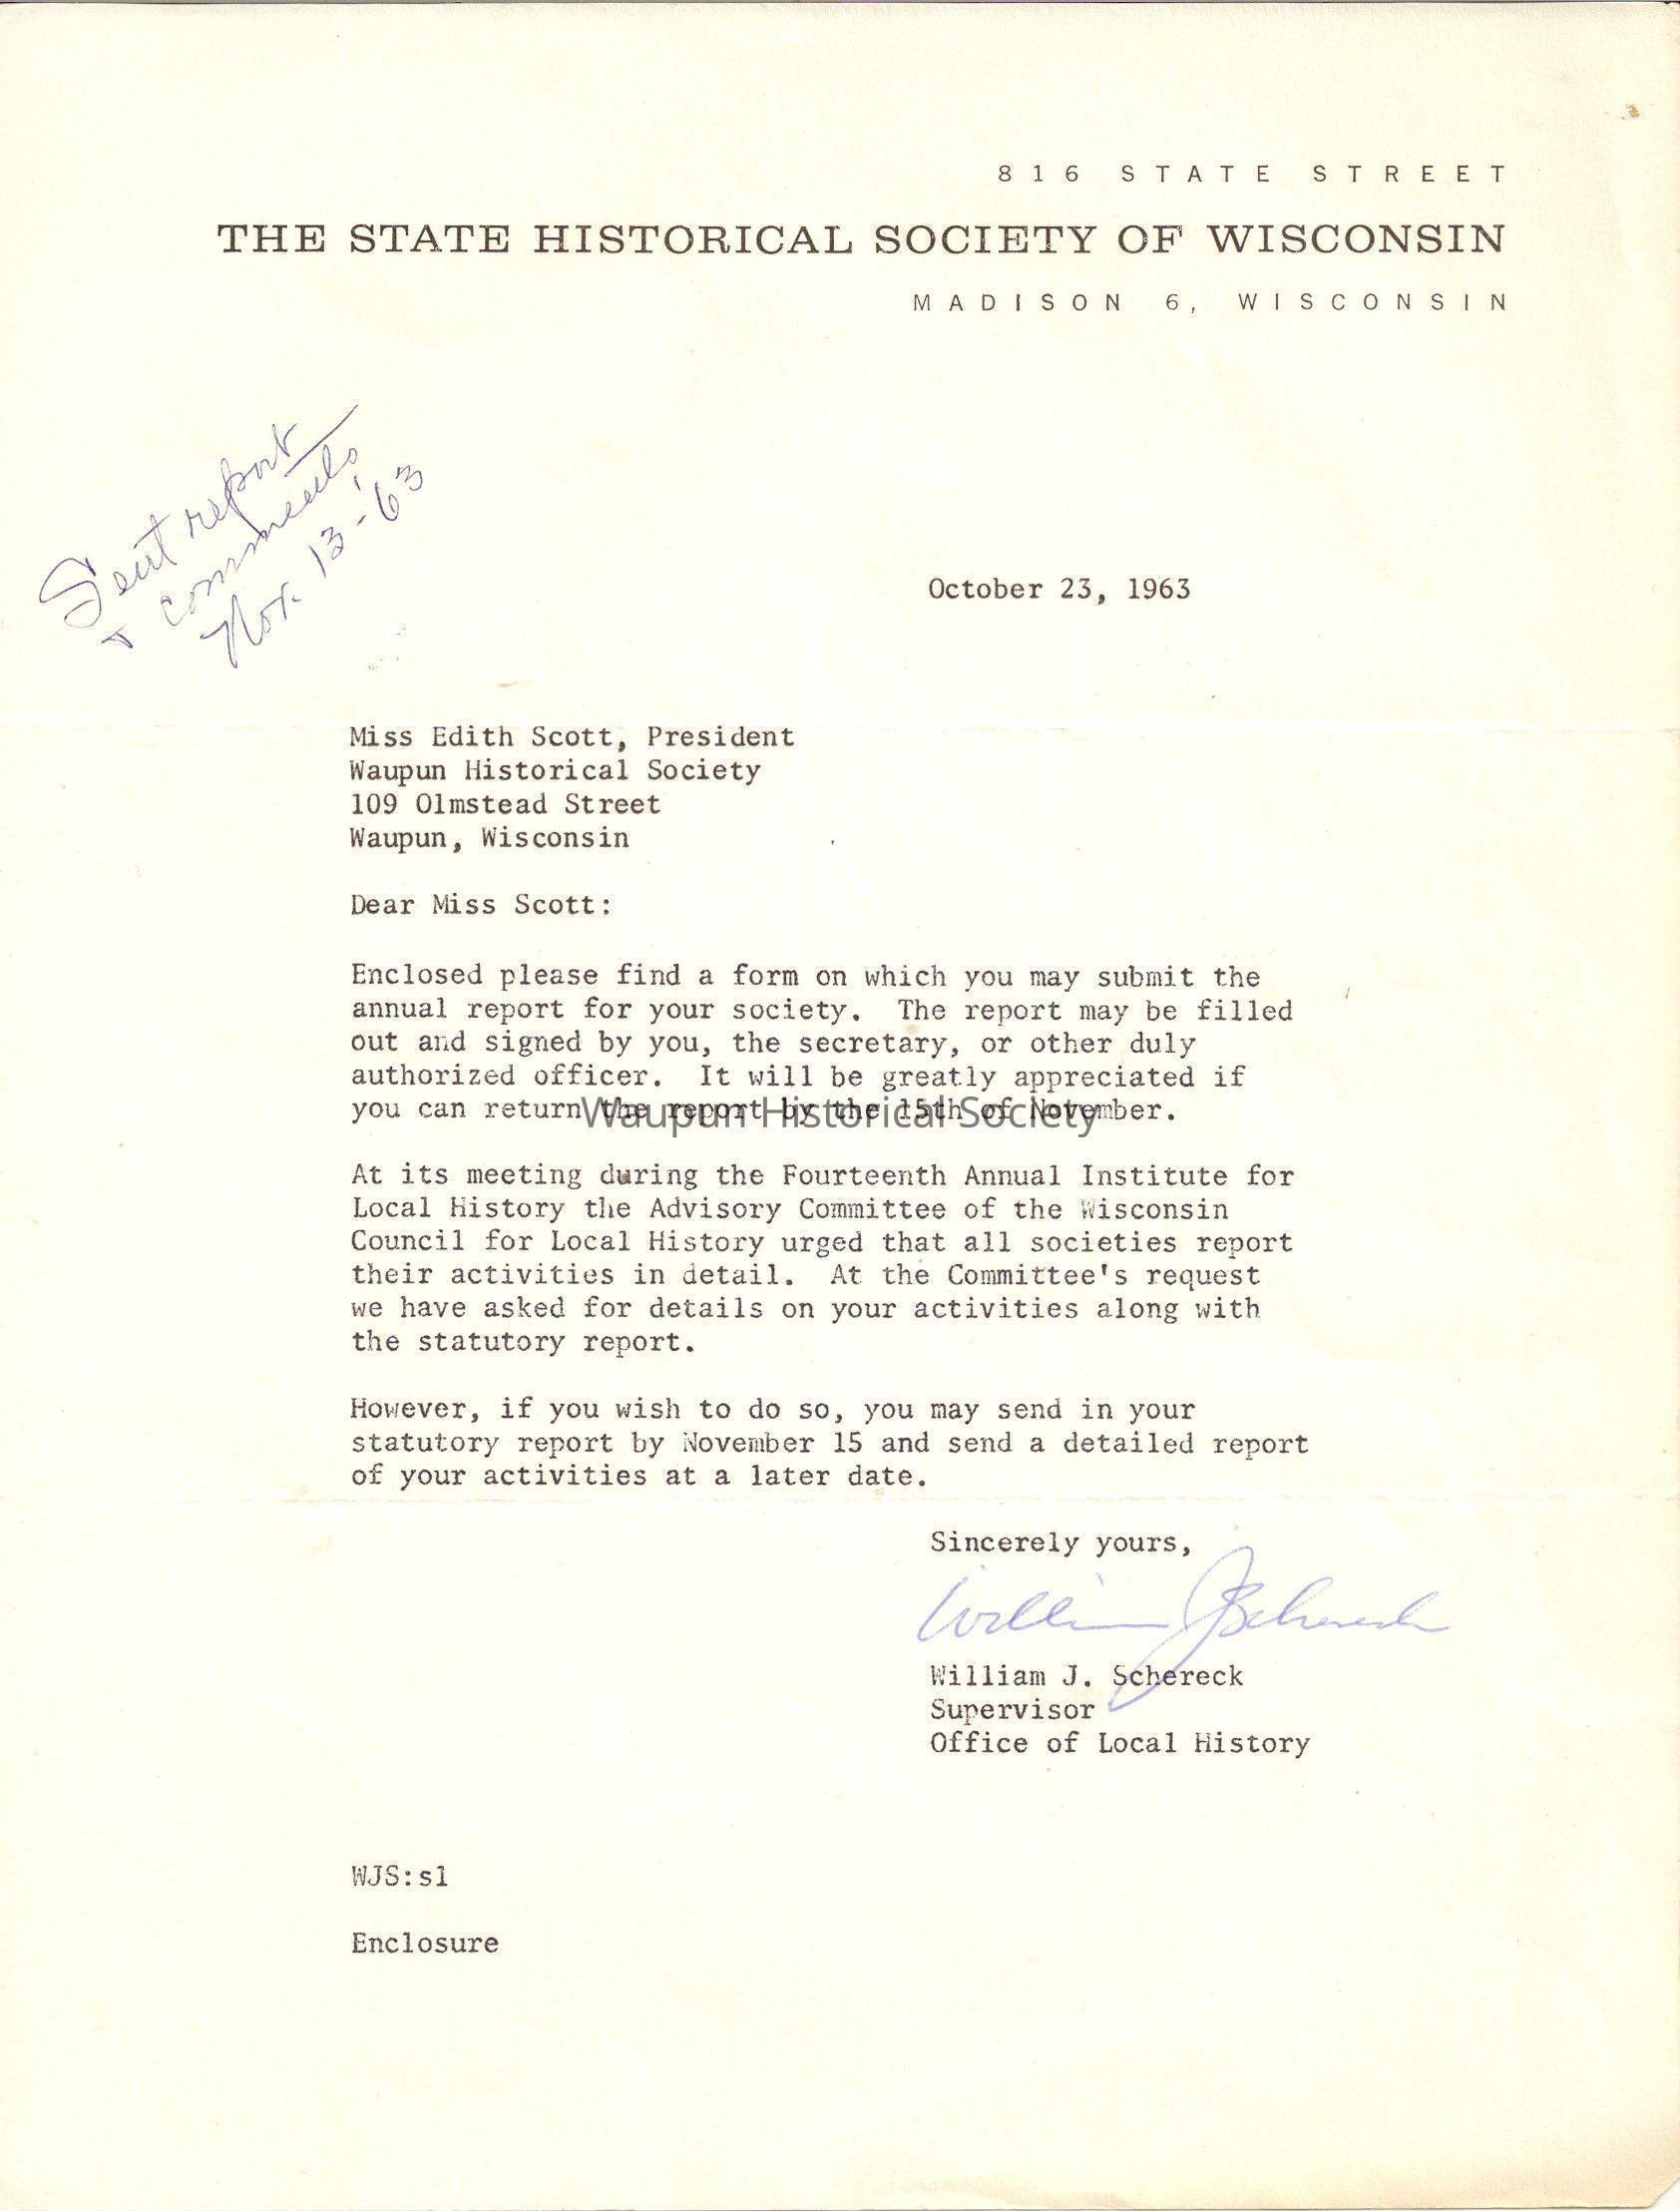 816 STATE STREET
THE STATE HISTORICAL SOCIETY OF WISCONSIN
MADISON 6, WISCONSIN
Sent report
& comments
Nov. 13-63
October 23, 1963
Miss Edith Scott, President
Waupun Historical Society
109 Olmstead Street
Waupun, Wisconsin
Dear Miss Scott:
Enclosed please find a form on which you may submit the
annual report for your society. The report may be filled
out and signed by you, the secretary, or other duly
authorized officer. It will be greatly appreciated if
you can return the report by the 15th of November.
Waupun Historical Society
At its meeting during the Fourteenth Annual Institute for
Local History the Advisory Committee of the Wisconsin
Council for Local History urged that all societies report
their activities in detail. At the Committee's request
we have asked for details on your activities along with
the statutory report.
However, if you wish to do so, you may send in your
statutory report by November 15 and send a detailed report
of your activities at a later date.
Sincerely yours,
William J Schereck
William J. Schereck
Supervisor
Office of Local History
WJS:sl
Enclosure